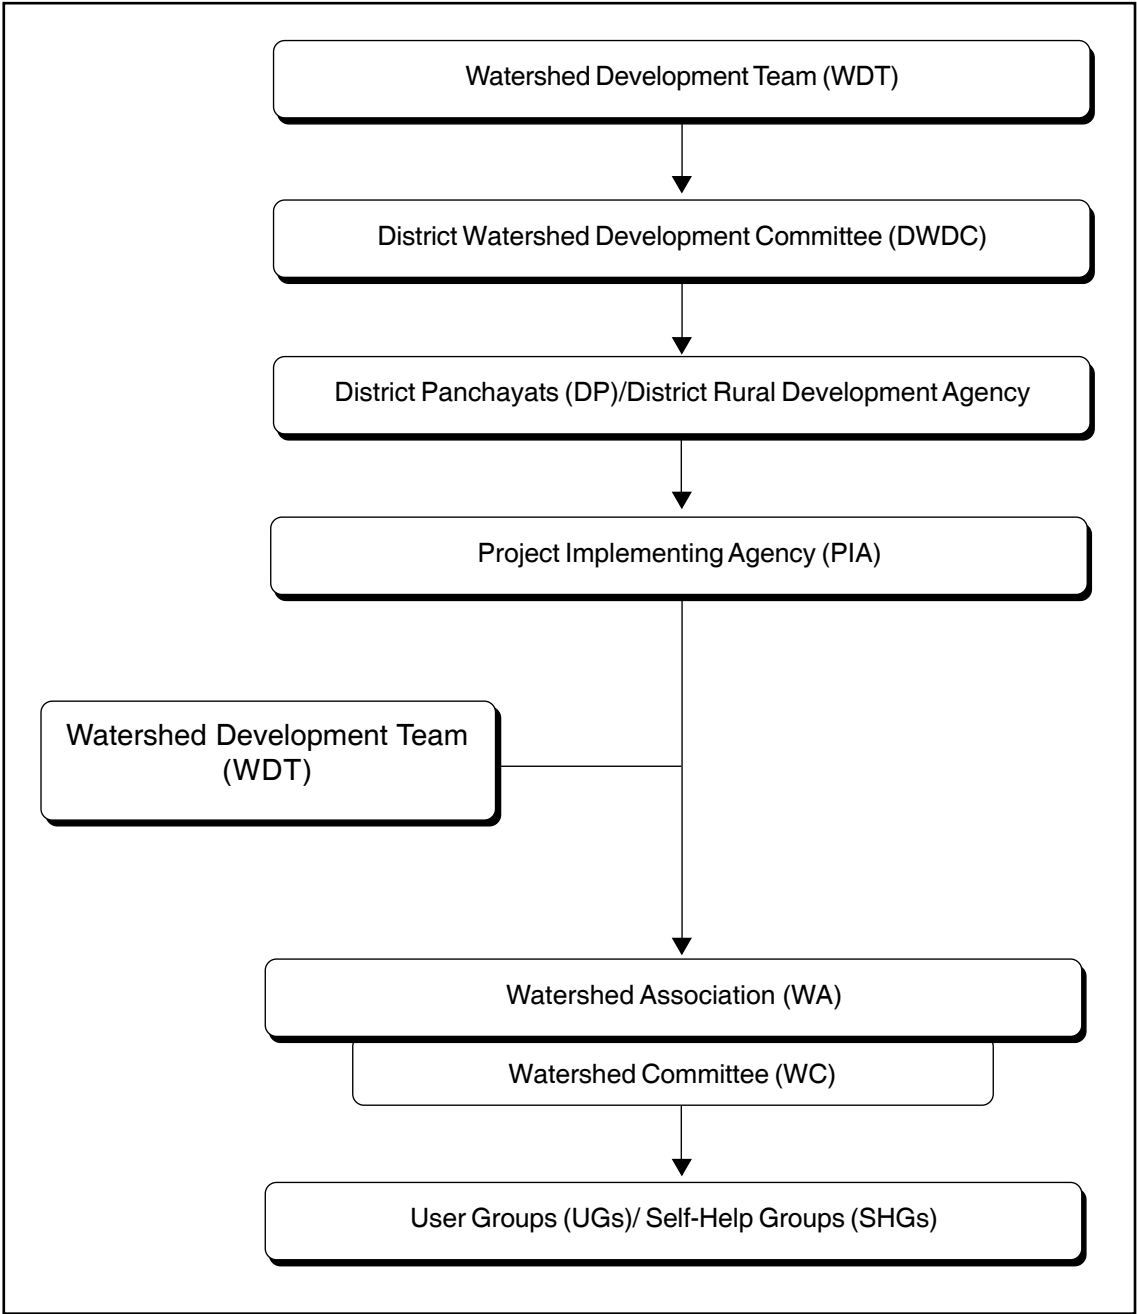 Watershed Development Team (WDT)
District Watershed Development Committee (DWDC)
District Panchayats (DP)/District Rural Development Agency
Project Implementing Agency (PIA)
Watershed Development Team
(WDT)
Watershed Association (WA)
Watershed Committee (WC)
User Groups (UGs)/ Self-Help Groups (SHGs)